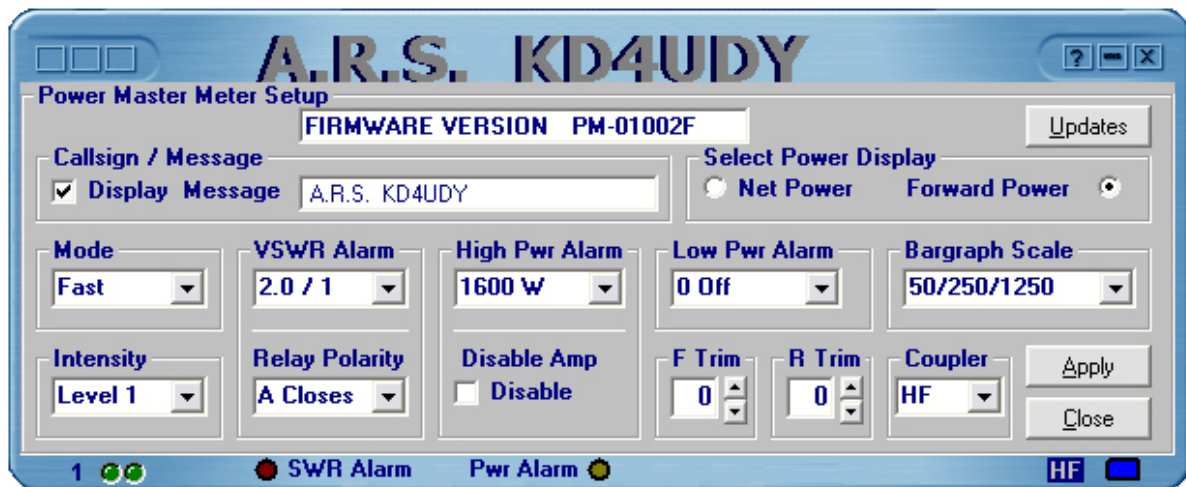 A.R.S. KD4UDY
?
Power Master Meter Setup
FIRMWARE VERSION PM-01002F
Updates
Callsign / Message
Display Message A.R.S. KD4UDY
Select Power Display
Net Power Forward Power
Mode
Fast
VSWR Alarm
2.0 / 1
High Pwr Alarm
1600 W
Low Pwr Alarm
0 Off
Bargraph Scale
50/250/1250
Intensity
Level 1
Relay Polarity
A Closes
Disable Amp
Disable
F Trim
0
R Trim
0
Coupler
HF
Apply
Close
1 SWR Alarm Pwr Alarm HF